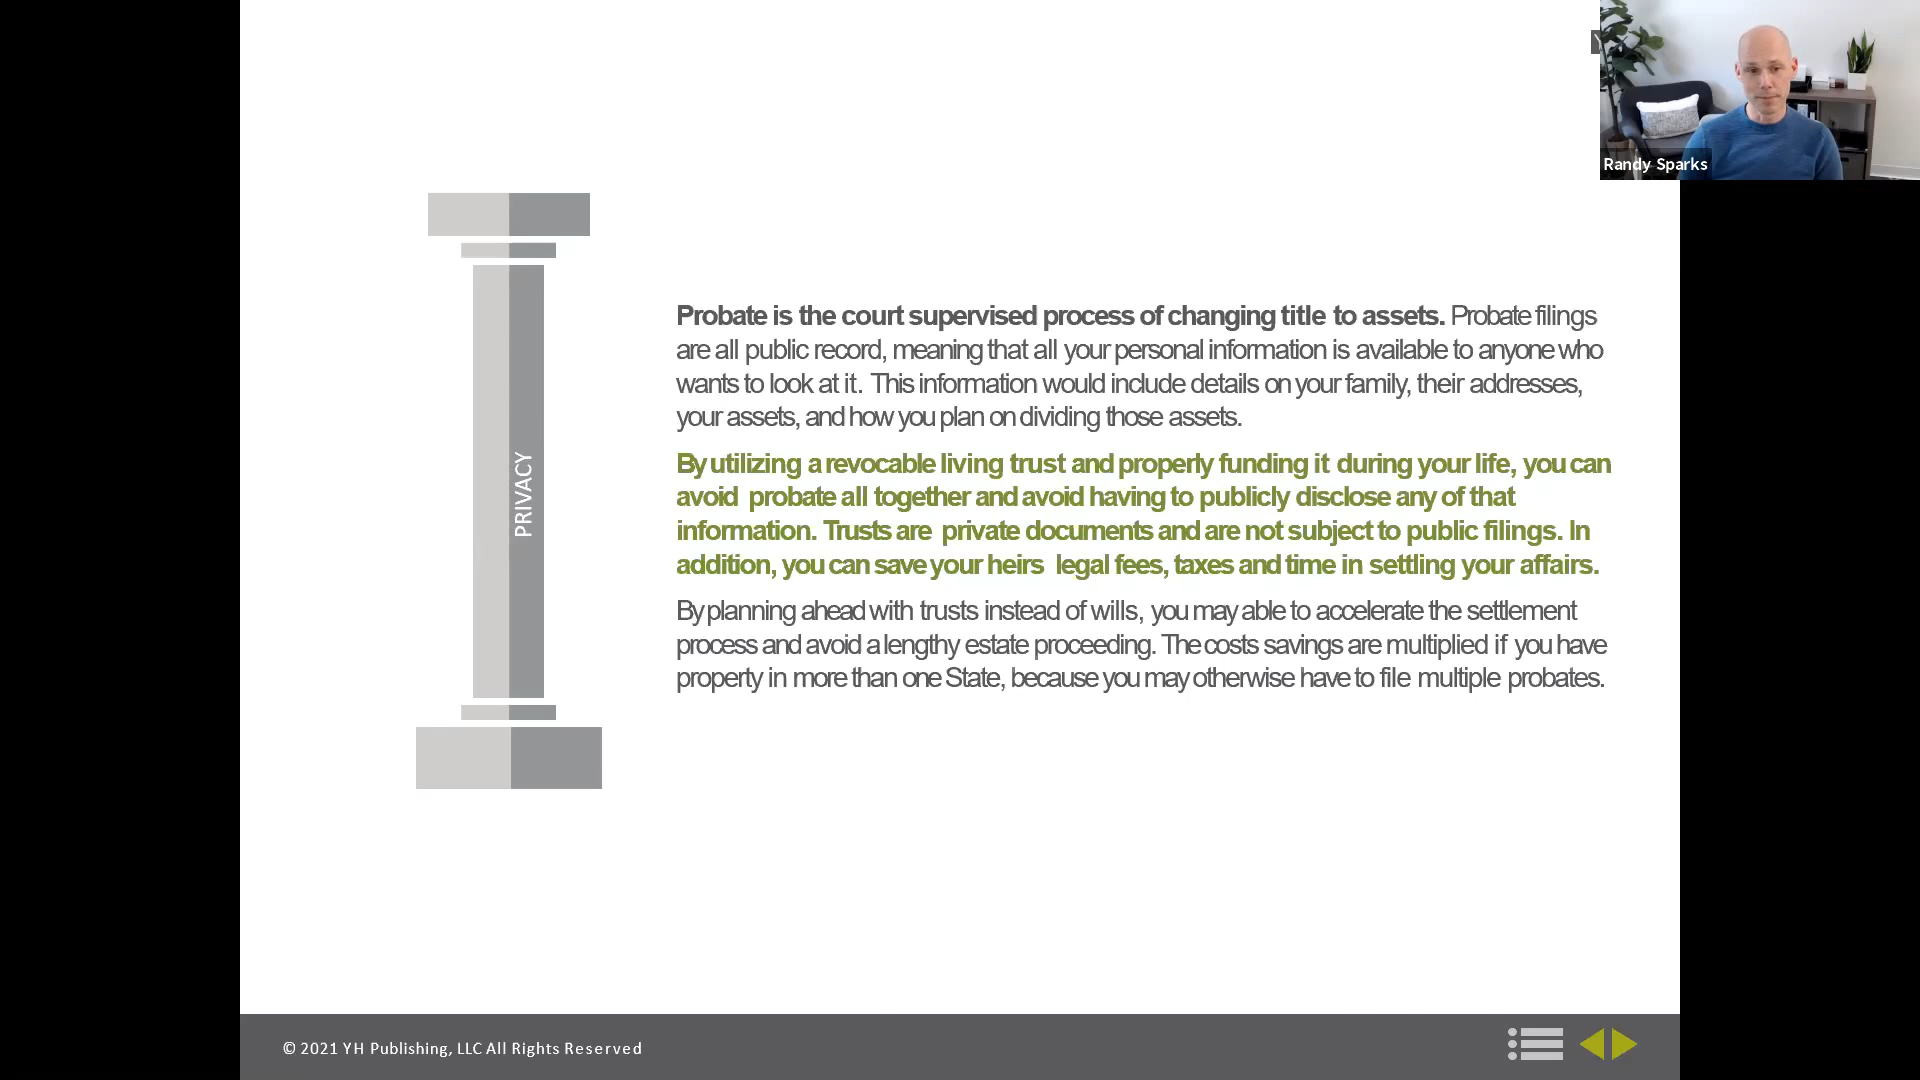 Randy Sparks
PRIVACY
Probate is the court supervised process of changing title to assets. Probate filings
are all public record, meaning that all your personal information is available to anyone who
wants to look at it. This information would include details on your family, their addresses,
your assets, and how you plan on dividing those assets.
By utilizing a revocable living trust and properly funding it during your life, you can
avoid probate all together and avoid having to publicly disclose any of that
information. Trusts are private documents and are not subject to public filings. In
addition, you can save your heirs legal fees, taxes and time in settling your affairs.
By planning ahead with trusts instead of wills, you may able to accelerate the settlement
process and avoid a lengthy estate proceeding. The costs savings are multiplied if you have
property in more than one State, because you may otherwise have to file multiple probates.
© 2021 YH Publishing, LLC All Rights Reserved